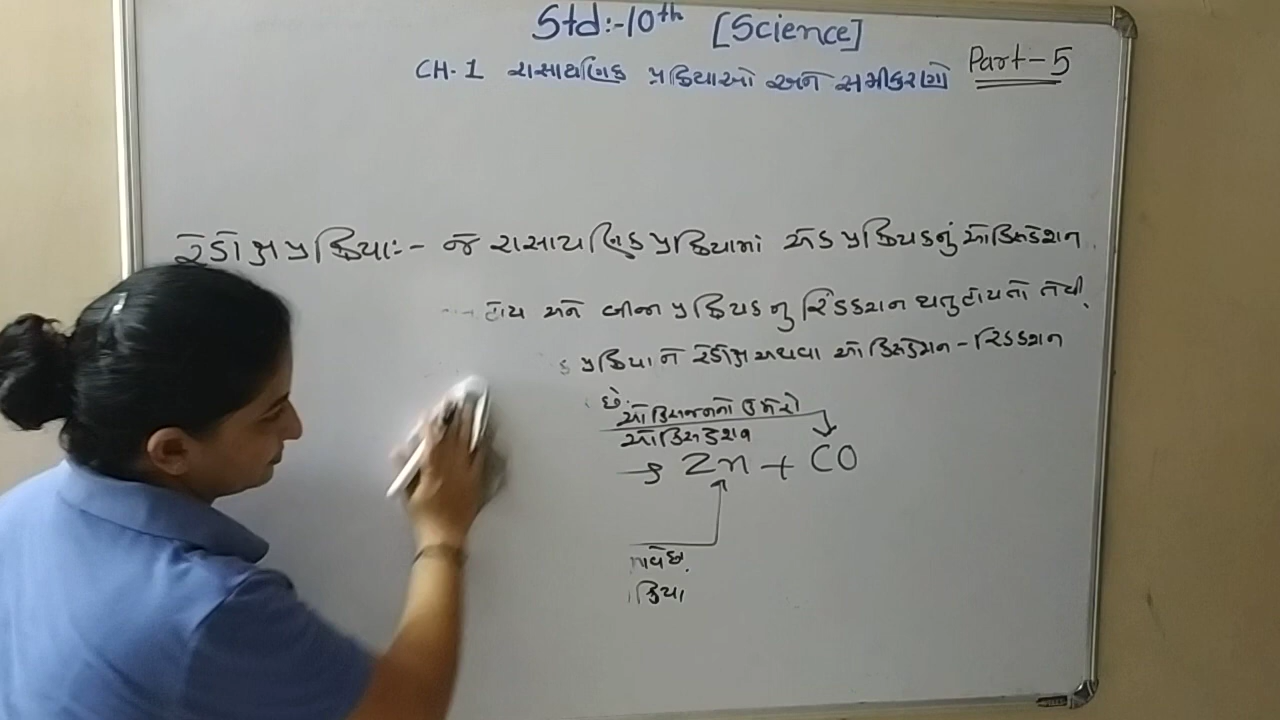 Std:-10th [Science]
CH. 1 રાસાયણિક પ્રક્રિયાઓ અને સમીકરણો Part-5
રેડોક્ષ પ્રક્રિયા:- જે રાસાયણિક પ્રક્રિયામાં એક પ્રક્રિયકનું ઓક્સિડેશન
હોય અને બીજા પ્રક્રિયક નુ રિડક્શન થતુ હોય તો તેવી
પ્રક્રિયા ને રેડોક્ષ અથવા ઓક્સિડેશન - રિડક્શન
છે.
ઓક્સિજનનો ઉમેરો
ઓક્સિડેશન
→ Zn + CO